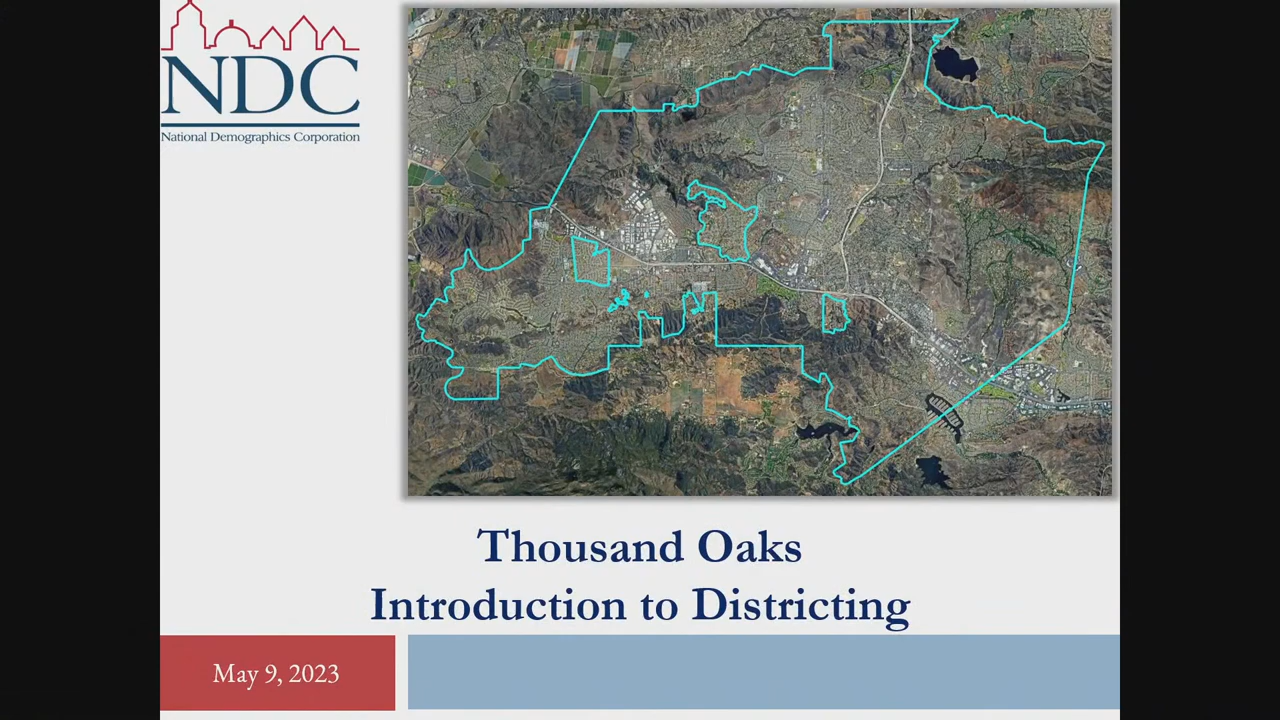 NDC
National Demographics Corporation
Thousand Oaks
Introduction to Districting
May 9, 2023